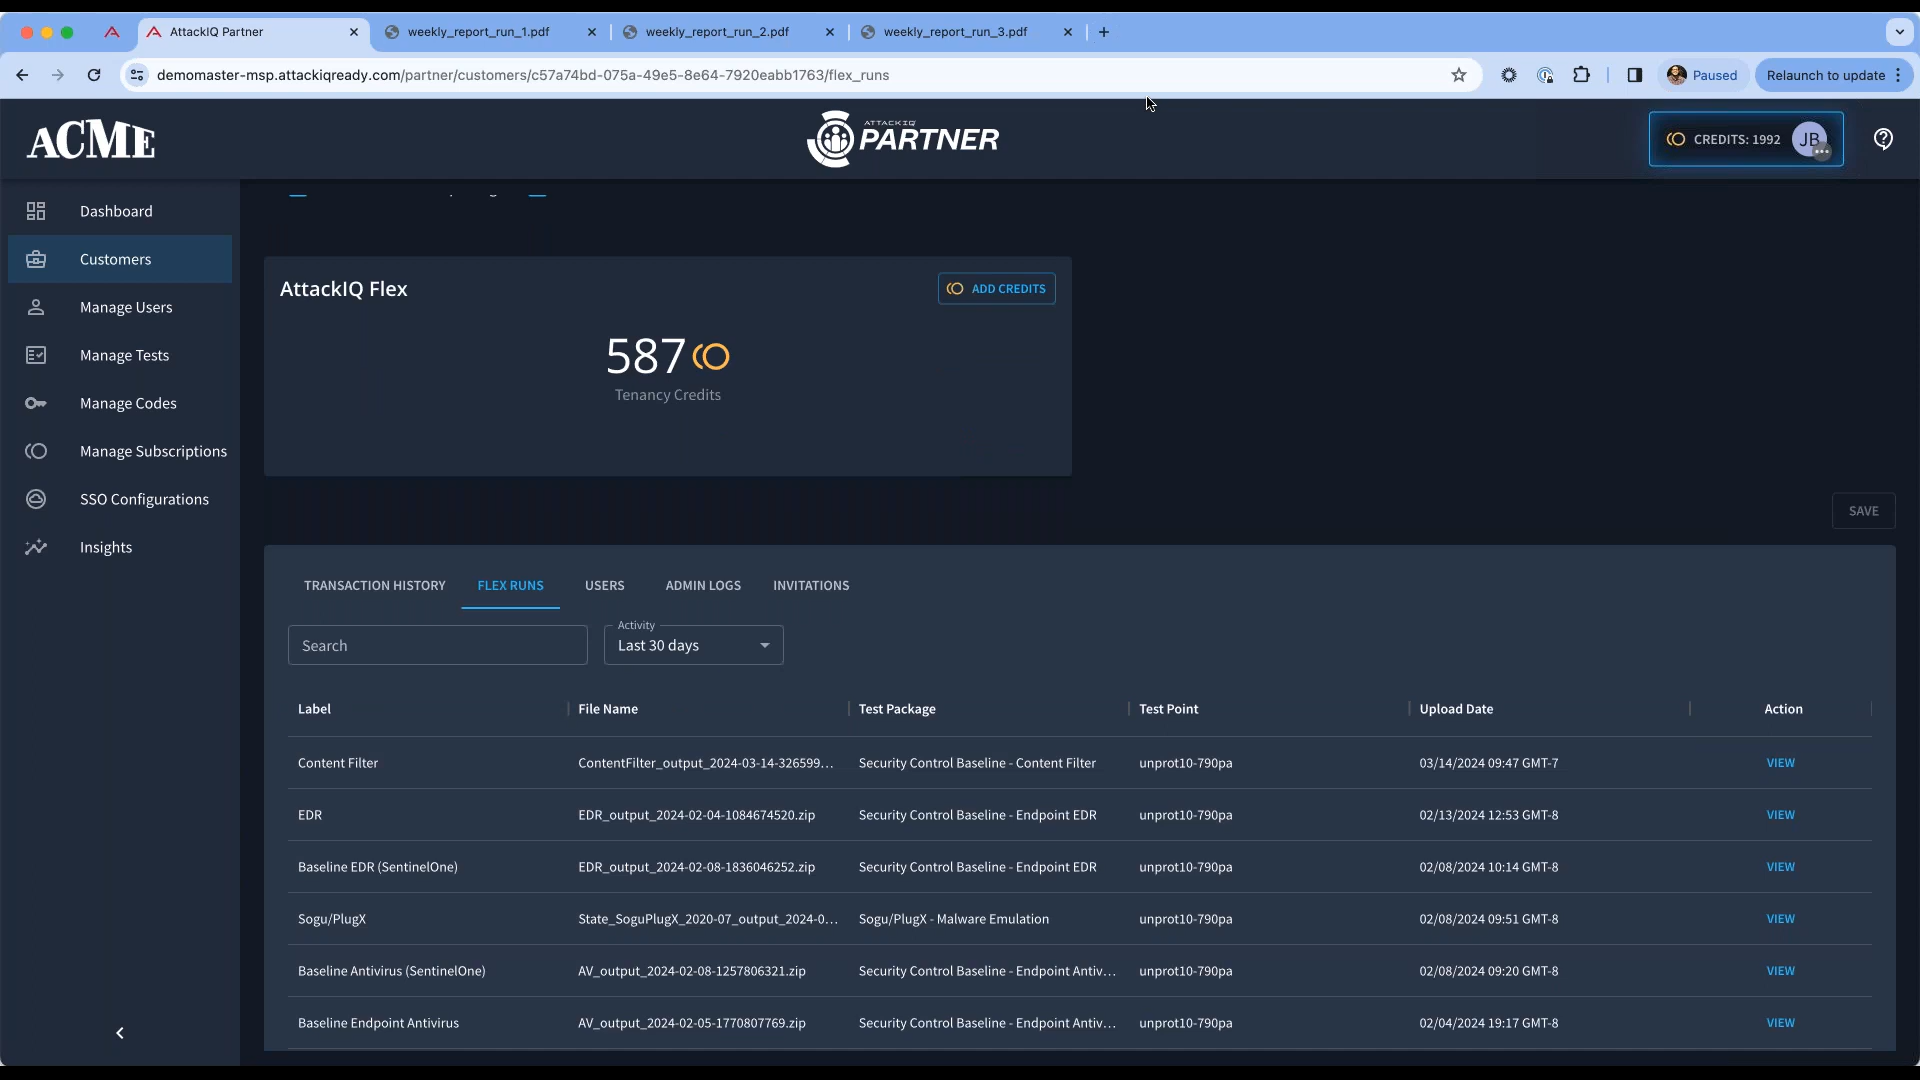 AttackIQ Partner
weekly_report_run_1.pdf
weekly_report_run_2.pdf
weekly_report_run_3.pdf
demomaster-msp.attackiqready.com/partner/customers/c57a74bd-075a-49e5-8e64-7920eabb1763/flex_runs
Paused
Relaunch to update
ACME
ATTACKIQ
PARTNER
CREDITS: 1992
JB
Dashboard
Customers
Manage Users
Manage Tests
Manage Codes
Manage Subscriptions
SSO Configurations
Insights
AttackIQ Flex
ADD CREDITS
587
Tenancy Credits
SAVE
TRANSACTION HISTORY
FLEX RUNS
USERS
ADMIN LOGS
INVITATIONS
Search
Activity
Last 30 days
Label File Name Test Package Test Point Upload Date Action
Content Filter ContentFilter_output_2024-03-14-326599... Security Control Baseline - Content Filter unprot10-790pa 03/14/2024 09:47 GMT-7 VIEW
EDR EDR_output_2024-02-04-1084674520.zip Security Control Baseline - Endpoint EDR unprot10-790pa 02/13/2024 12:53 GMT-8 VIEW
Baseline EDR (SentinelOne) EDR_output_2024-02-08-1836046252.zip Security Control Baseline - Endpoint EDR unprot10-790pa 02/08/2024 10:14 GMT-8 VIEW
Sogu/PlugX State_SoguPlugX_2020-07_output_2024-0... Sogu/PlugX - Malware Emulation unprot10-790pa 02/08/2024 09:51 GMT-8 VIEW
Baseline Antivirus (SentinelOne) AV_output_2024-02-08-1257806321.zip Security Control Baseline - Endpoint Antiv... unprot10-790pa 02/08/2024 09:20 GMT-8 VIEW
Baseline Endpoint Antivirus AV_output_2024-02-05-1770807769.zip Security Control Baseline - Endpoint Antiv... unprot10-790pa 02/04/2024 19:17 GMT-8 VIEW